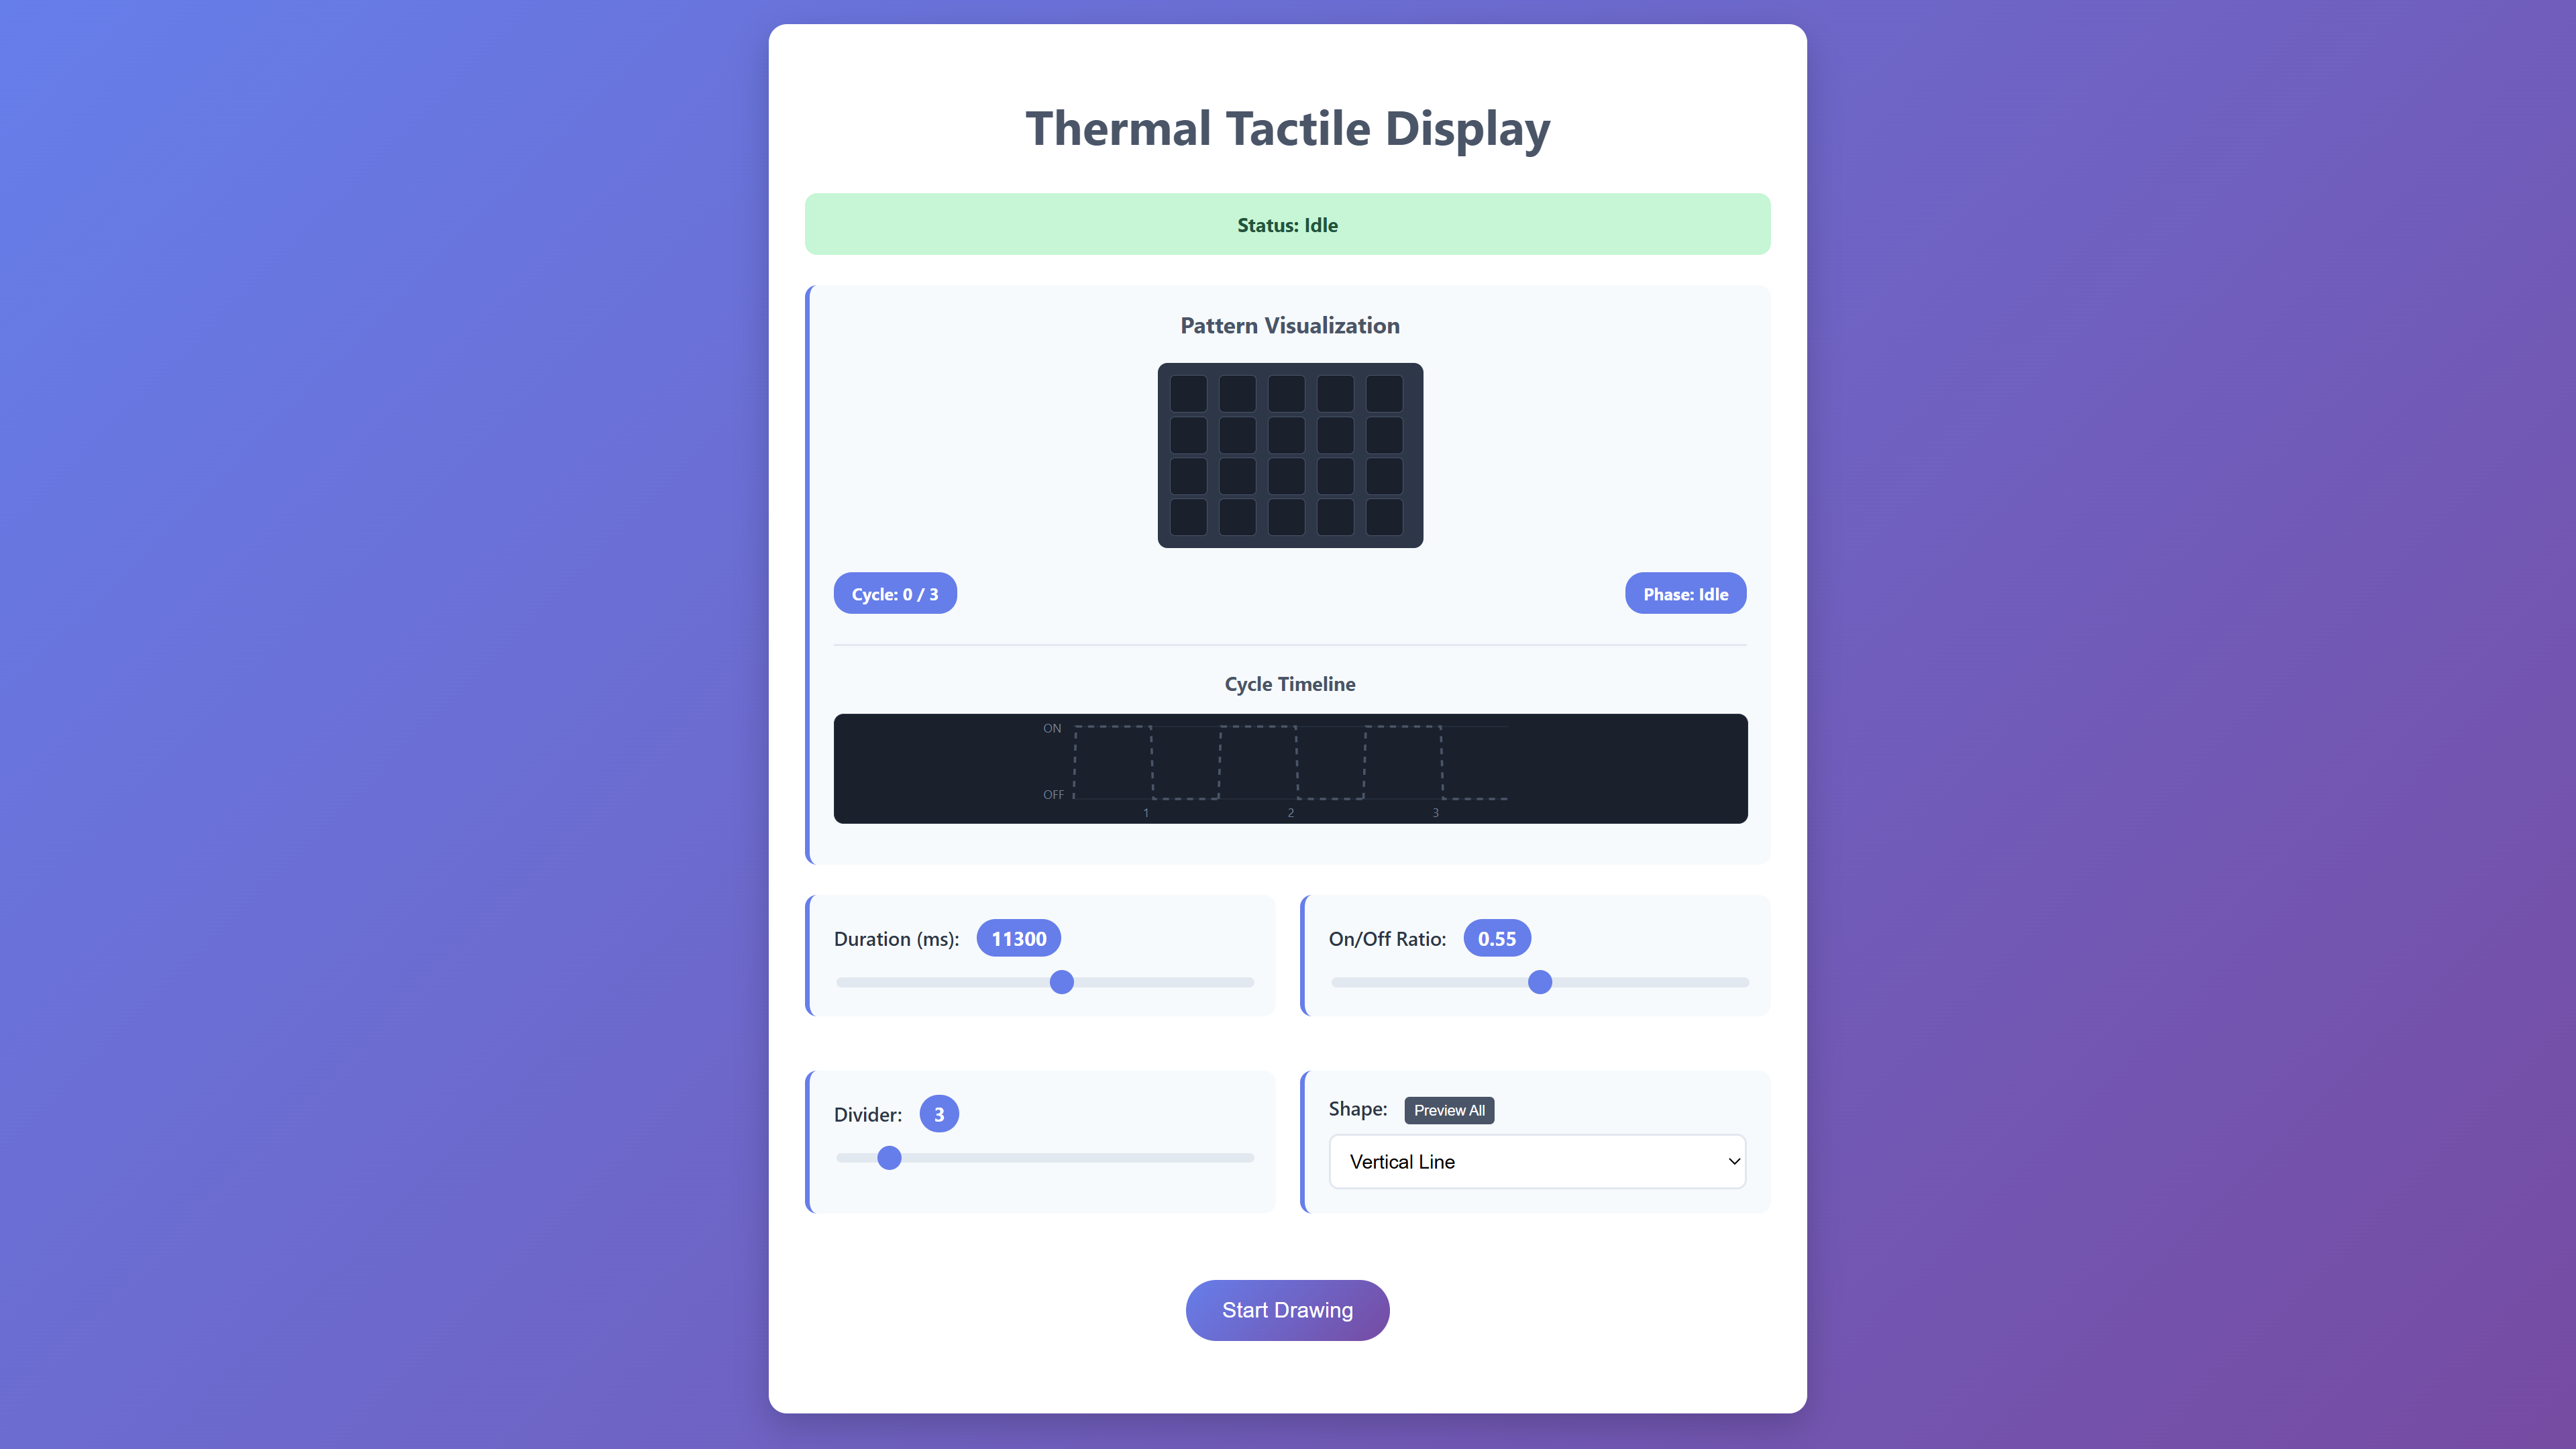 Thermal Tactile Display
Status: Idle
Pattern Visualization
Cycle: 0 / 3
Phase: Idle
Cycle Timeline
ON
OFF
1 2 3
Duration (ms): 11300
On/Off Ratio: 0.55
Divider: 3
Shape: Preview All
Vertical Line
Start Drawing